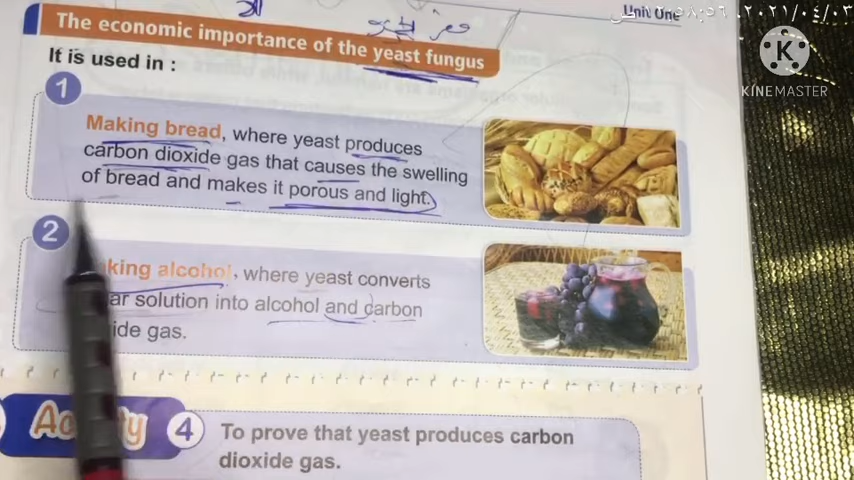 Unit One
٢٠٢١/٠٤/٠٣
KINEMASTER
The economic importance of the yeast fungus
It is used in :
1
Making bread, where yeast produces
carbon dioxide gas that causes the swelling
of bread and makes it porous and light.
2
king alcohol, where yeast converts
ar solution into alcohol and carbon
ide gas.
Ac ty 4 To prove that yeast produces carbon
dioxide gas.